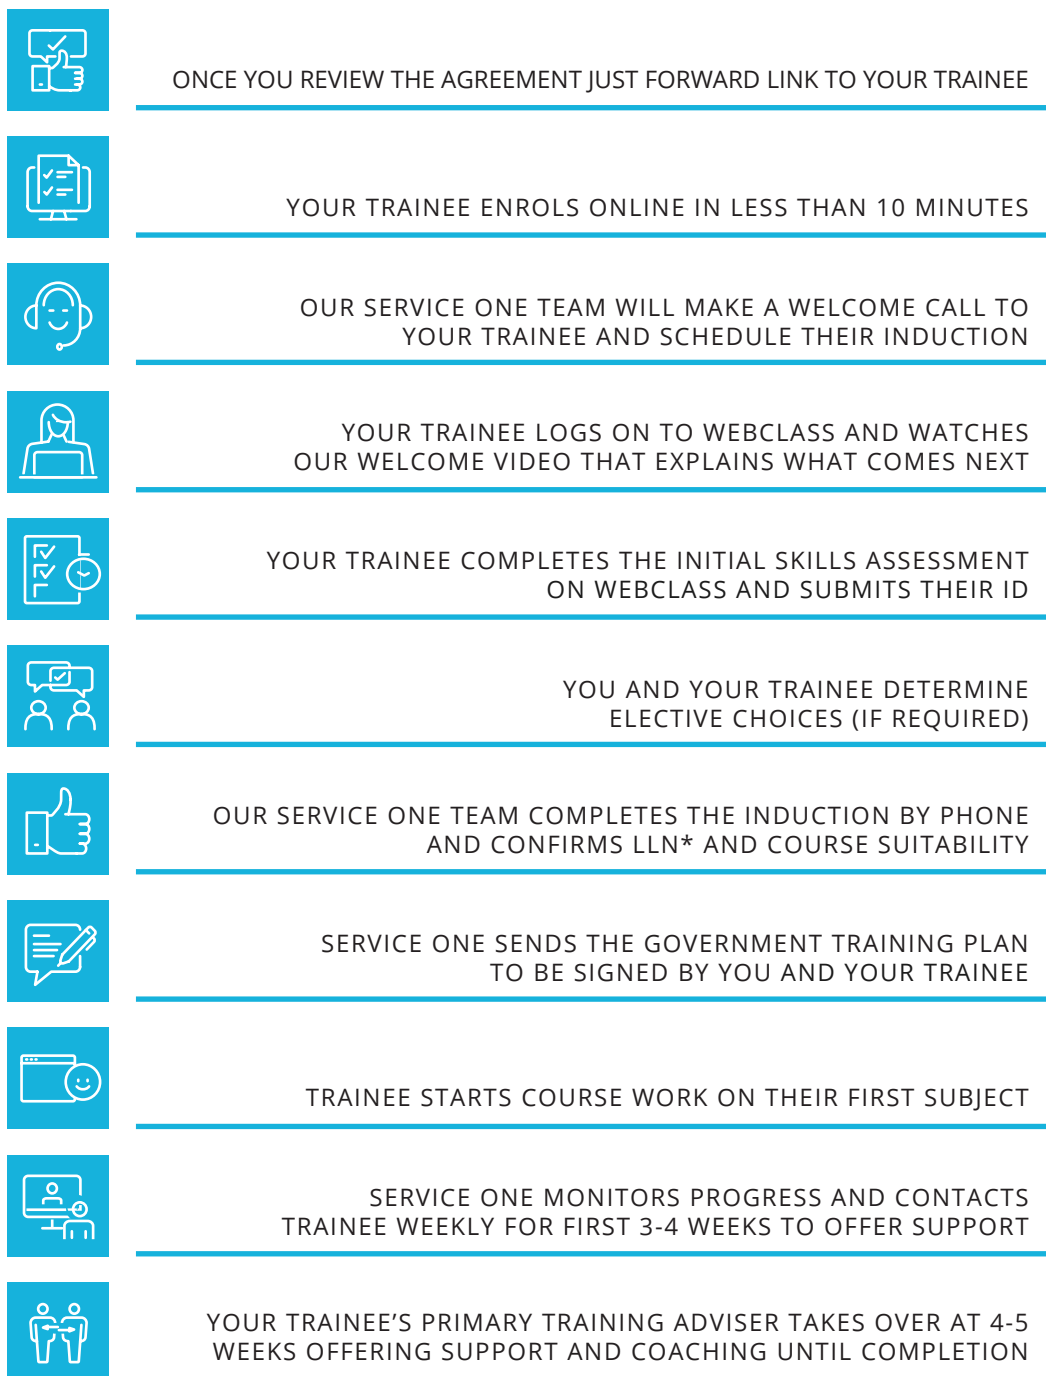 ONCE YOU REVIEW THE AGREEMENT JUST FORWARD LINK TO YOUR TRAINEE
YOUR TRAINEE ENROLS ONLINE IN LESS THAN 10 MINUTES
OUR SERVICE ONE TEAM WILL MAKE A WELCOME CALL TO
YOUR TRAINEE AND SCHEDULE THEIR INDUCTION
YOUR TRAINEE LOGS ON TO WEBCLASS AND WATCHES
OUR WELCOME VIDEO THAT EXPLAINS WHAT COMES NEXT
YOUR TRAINEE COMPLETES THE INITIAL SKILLS ASSESSMENT
ON WEBCLASS AND SUBMITS THEIR ID
YOU AND YOUR TRAINEE DETERMINE
ELECTIVE CHOICES (IF REQUIRED)
OUR SERVICE ONE TEAM COMPLETES THE INDUCTION BY PHONE
AND CONFIRMS LLN* AND COURSE SUITABILITY
SERVICE ONE SENDS THE GOVERNMENT TRAINING PLAN
TO BE SIGNED BY YOU AND YOUR TRAINEE
TRAINEE STARTS COURSE WORK ON THEIR FIRST SUBJECT
SERVICE ONE MONITORS PROGRESS AND CONTACTS
TRAINEE WEEKLY FOR FIRST 3-4 WEEKS TO OFFER SUPPORT
YOUR TRAINEE’S PRIMARY TRAINING ADVISER TAKES OVER AT 4-5
WEEKS OFFERING SUPPORT AND COACHING UNTIL COMPLETION